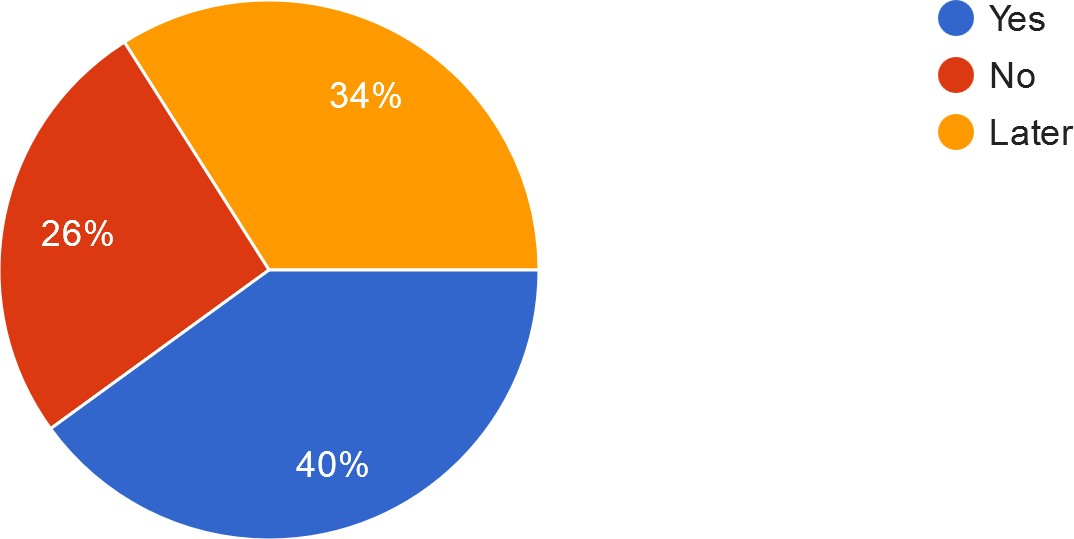 Yes
No
Later
34%
26%
40%